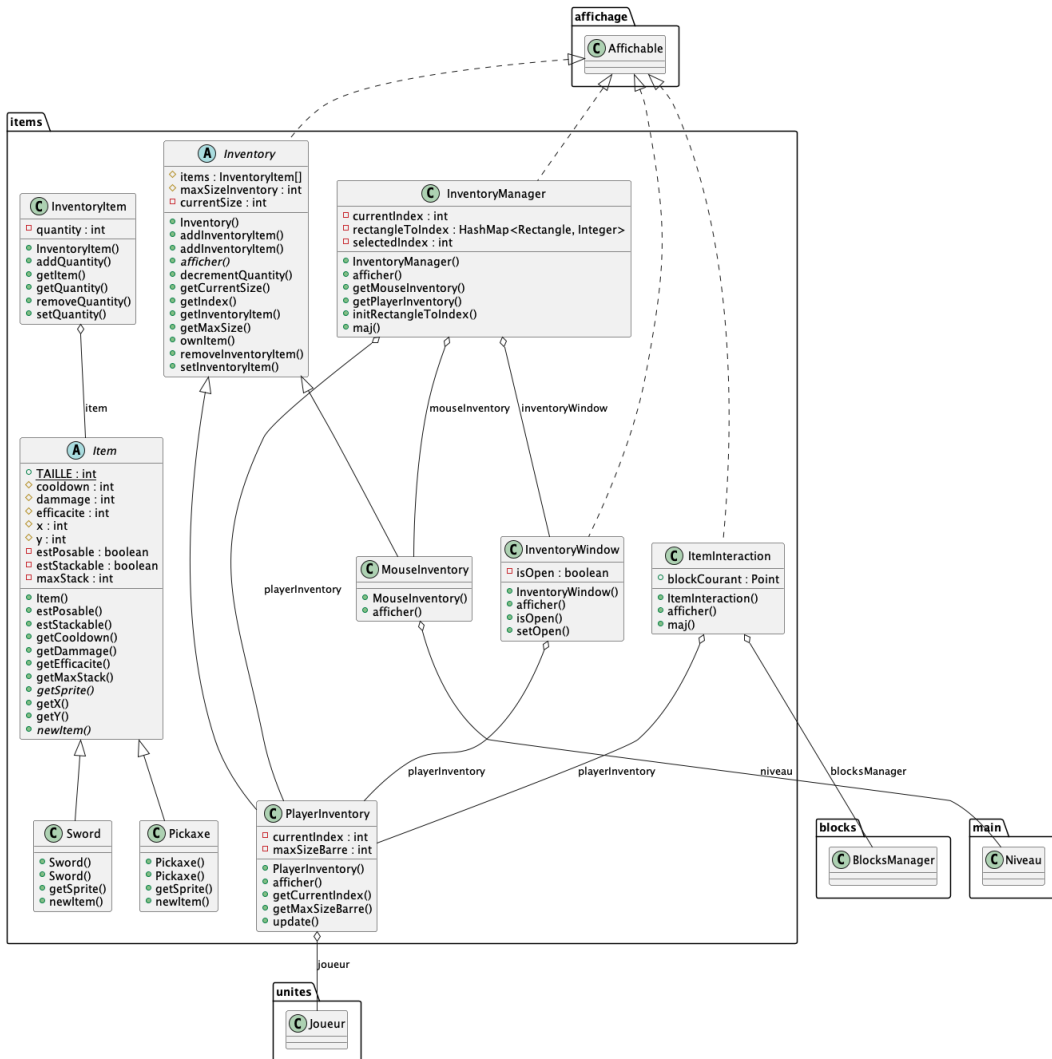 affichage
C Affichable
items
A Inventory
items : InventoryItem[]
maxSizeInventory : int
currentSize : int
Inventory()
addInventoryItem()
addInventoryItem()
afficher()
decrementQuantity()
getCurrentSize()
getIndex()
getInventoryItem()
getMaxSize()
ownItem()
removeInventoryItem()
setInventoryItem()
C InventoryManager
currentIndex : int
rectangleToIndex : HashMap<Rectangle, Integer>
selectedIndex : int
InventoryManager()
afficher()
getMouseInventory()
getPlayerInventory()
initRectangleToIndex()
maj()
C InventoryItem
quantity : int
InventoryItem()
addQuantity()
getItem()
getQuantity()
removeQuantity()
setQuantity()
item
mouseInventory
inventoryWindow
A Item
TAILLE : int
cooldown : int
dammage : int
efficacite : int
x : int
y : int
estPosable : boolean
estStackable : boolean
maxStack : int
Item()
estPosable()
estStackable()
getCooldown()
getDammage()
getEfficacite()
getMaxStack()
getSprite()
getX()
getY()
newItem()
playerInventory
C MouseInventory
MouseInventory()
afficher()
C InventoryWindow
isOpen : boolean
InventoryWindow()
afficher()
isOpen()
setOpen()
C ItemInteraction
blockCourant : Point
ItemInteraction()
afficher()
maj()
playerInventory
playerInventory
niveau
blocksManager
C Sword
Sword()
Sword()
getSprite()
newItem()
C Pickaxe
Pickaxe()
Pickaxe()
getSprite()
newItem()
C PlayerInventory
currentIndex : int
maxSizeBarre : int
PlayerInventory()
afficher()
getCurrentIndex()
getMaxSizeBarre()
update()
blocks
C BlocksManager
main
C Niveau
joueur
unites
C Joueur